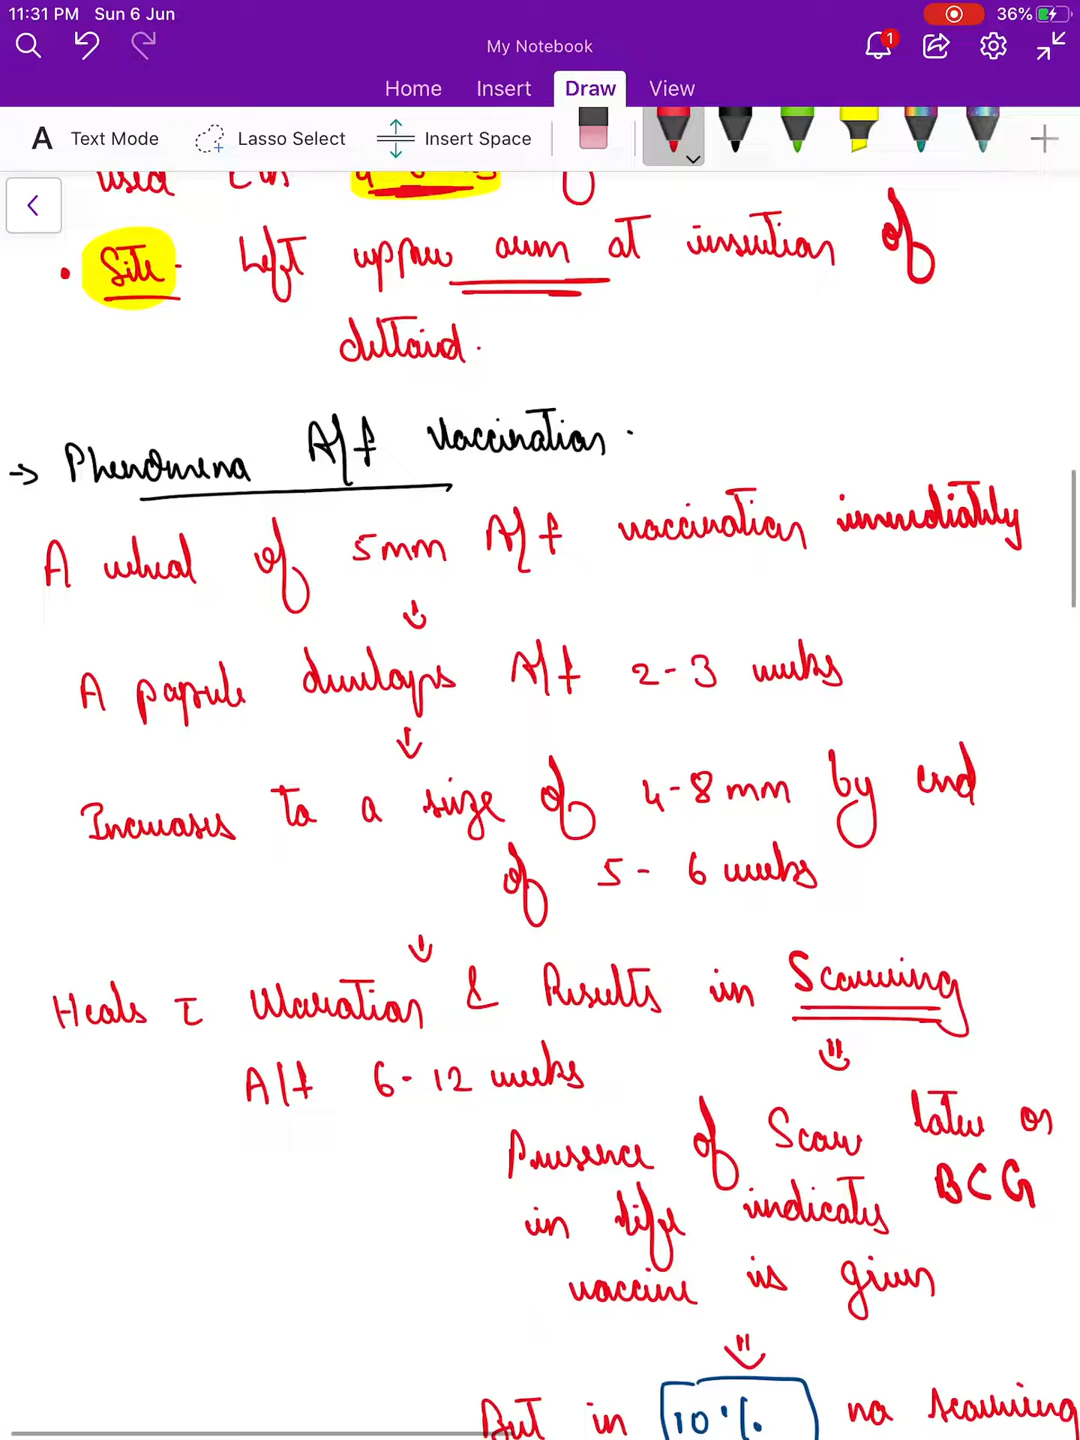 11:31 PM Sun 6 Jun
36%
My Notebook
1
Home Insert Draw View
A Text Mode Lasso Select Insert Space
used
• Site - Left upper arm at insertion of
deltoid.
→ Phenomena Aft vaccination.
A wheal of 5mm Aft vaccination immediately
A papule develops Aft 2-3 weeks
Increases to a size of 4-8mm by end
of 5-6 weeks
Heals c Ulceration & Results in Scarring
Aft 6-12 weeks
Presence of Scar later on
in life indicates BCG
vaccine is given
But in 10% no scarring